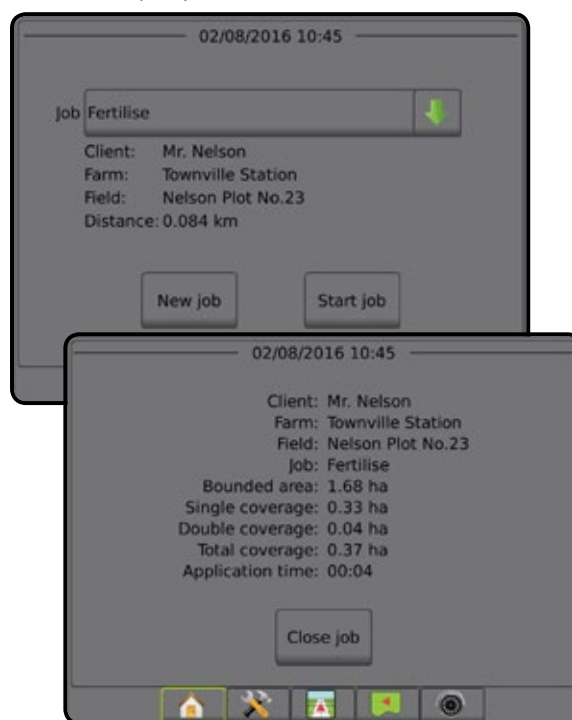 02/08/2016 10:45
Job Fertilise
Client: Mr. Nelson
Farm: Townville Station
Field: Nelson Plot No.23
Distance: 0.084 km
New job Start job
02/08/2016 10:45
Client: Mr. Nelson
Farm: Townville Station
Field: Nelson Plot No.23
Job: Fertilise
Bounded area: 1.68 ha
Single coverage: 0.33 ha
Double coverage: 0.04 ha
Total coverage: 0.37 ha
Application time: 00:04
Close job